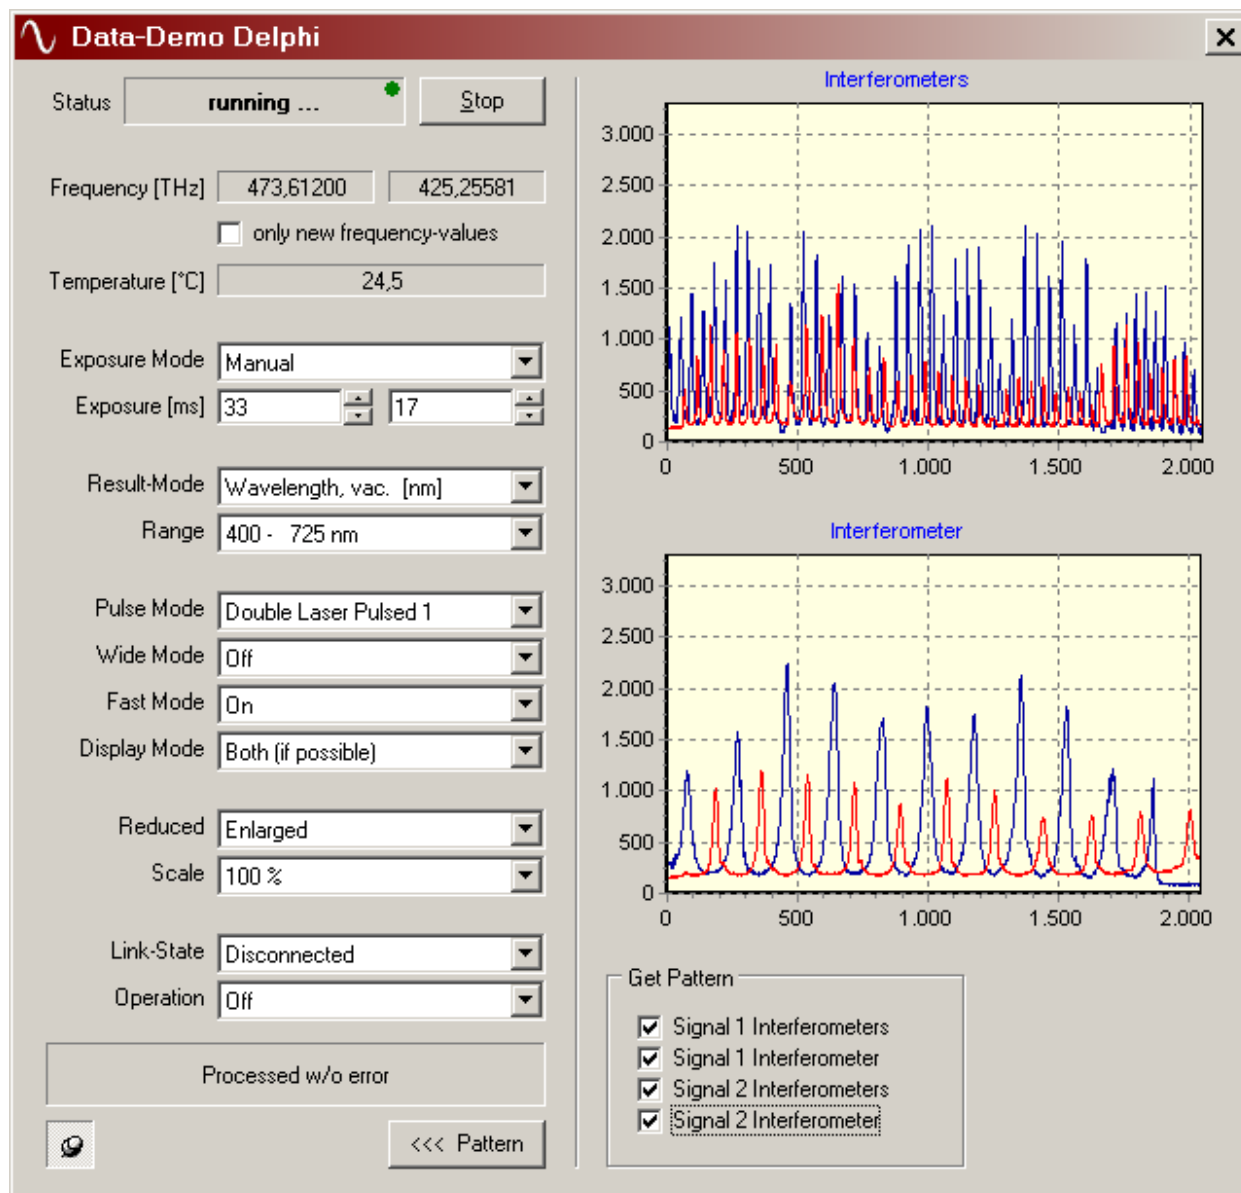 Data-Demo Delphi
Status running ... Stop
Frequency [THz] 473,61200 425,25581
only new frequency-values
Temperature [°C] 24,5
Exposure Mode Manual
Exposure [ms] 33 17
Result-Mode Wavelength, vac. [nm]
Range 400 - 725 nm
Pulse Mode Double Laser Pulsed 1
Wide Mode Off
Fast Mode On
Display Mode Both (if possible)
Reduced Enlarged
Scale 100 %
Link-State Disconnected
Operation Off
Processed w/o error
<<< Pattern
Interferometers
3.000
2.500
2.000
1.500
1.000
500
0
0 500 1.000 1.500 2.000
Interferometer
3.000
2.500
2.000
1.500
1.000
500
0
0 500 1.000 1.500 2.000
Get Pattern
Signal 1 Interferometers
Signal 1 Interferometer
Signal 2 Interferometers
Signal 2 Interferometer